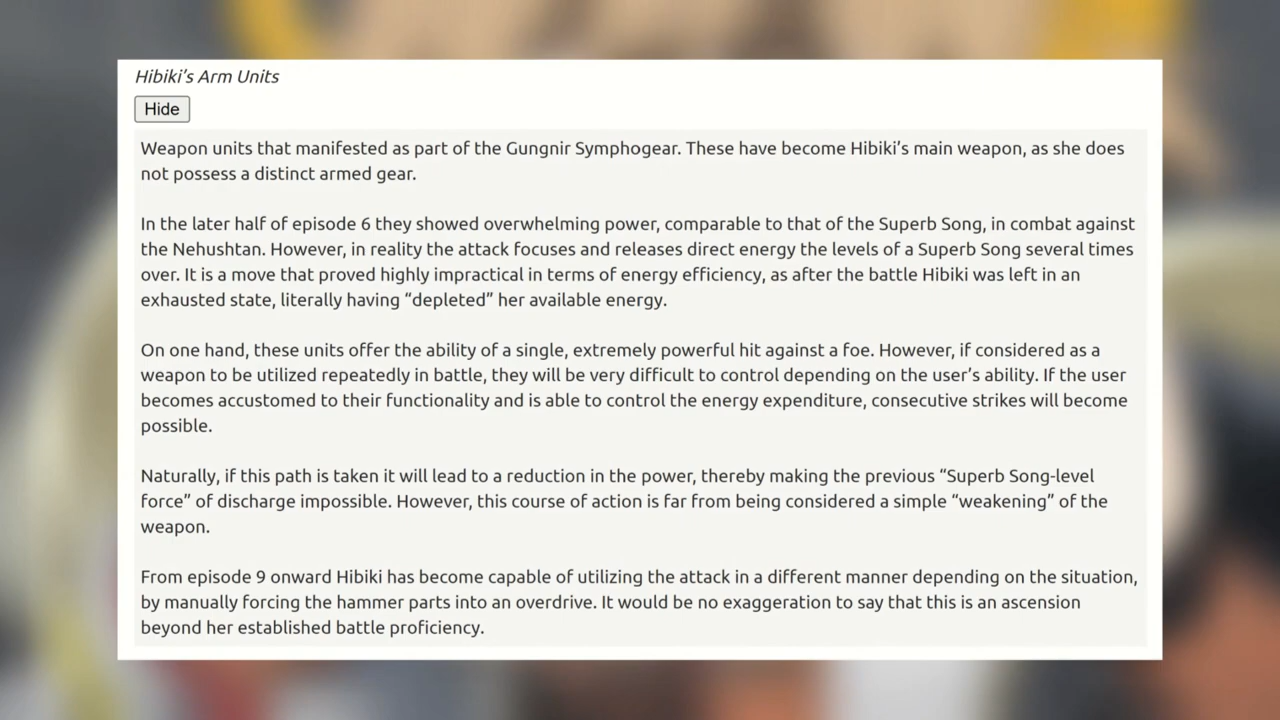 Hibiki’s Arm Units
Hide
Weapon units that manifested as part of the Gungnir Symphogear. These have become Hibiki’s main weapon, as she does
not possess a distinct armed gear.
In the later half of episode 6 they showed overwhelming power, comparable to that of the Superb Song, in combat against
the Nehushtan. However, in reality the attack focuses and releases direct energy the levels of a Superb Song several times
over. It is a move that proved highly impractical in terms of energy efficiency, as after the battle Hibiki was left in an
exhausted state, literally having “depleted” her available energy.
On one hand, these units offer the ability of a single, extremely powerful hit against a foe. However, if considered as a
weapon to be utilized repeatedly in battle, they will be very difficult to control depending on the user’s ability. If the user
becomes accustomed to their functionality and is able to control the energy expenditure, consecutive strikes will become
possible.
Naturally, if this path is taken it will lead to a reduction in the power, thereby making the previous “Superb Song-level
force” of discharge impossible. However, this course of action is far from being considered a simple “weakening” of the
weapon.
From episode 9 onward Hibiki has become capable of utilizing the attack in a different manner depending on the situation,
by manually forcing the hammer parts into an overdrive. It would be no exaggeration to say that this is an ascension
beyond her established battle proficiency.